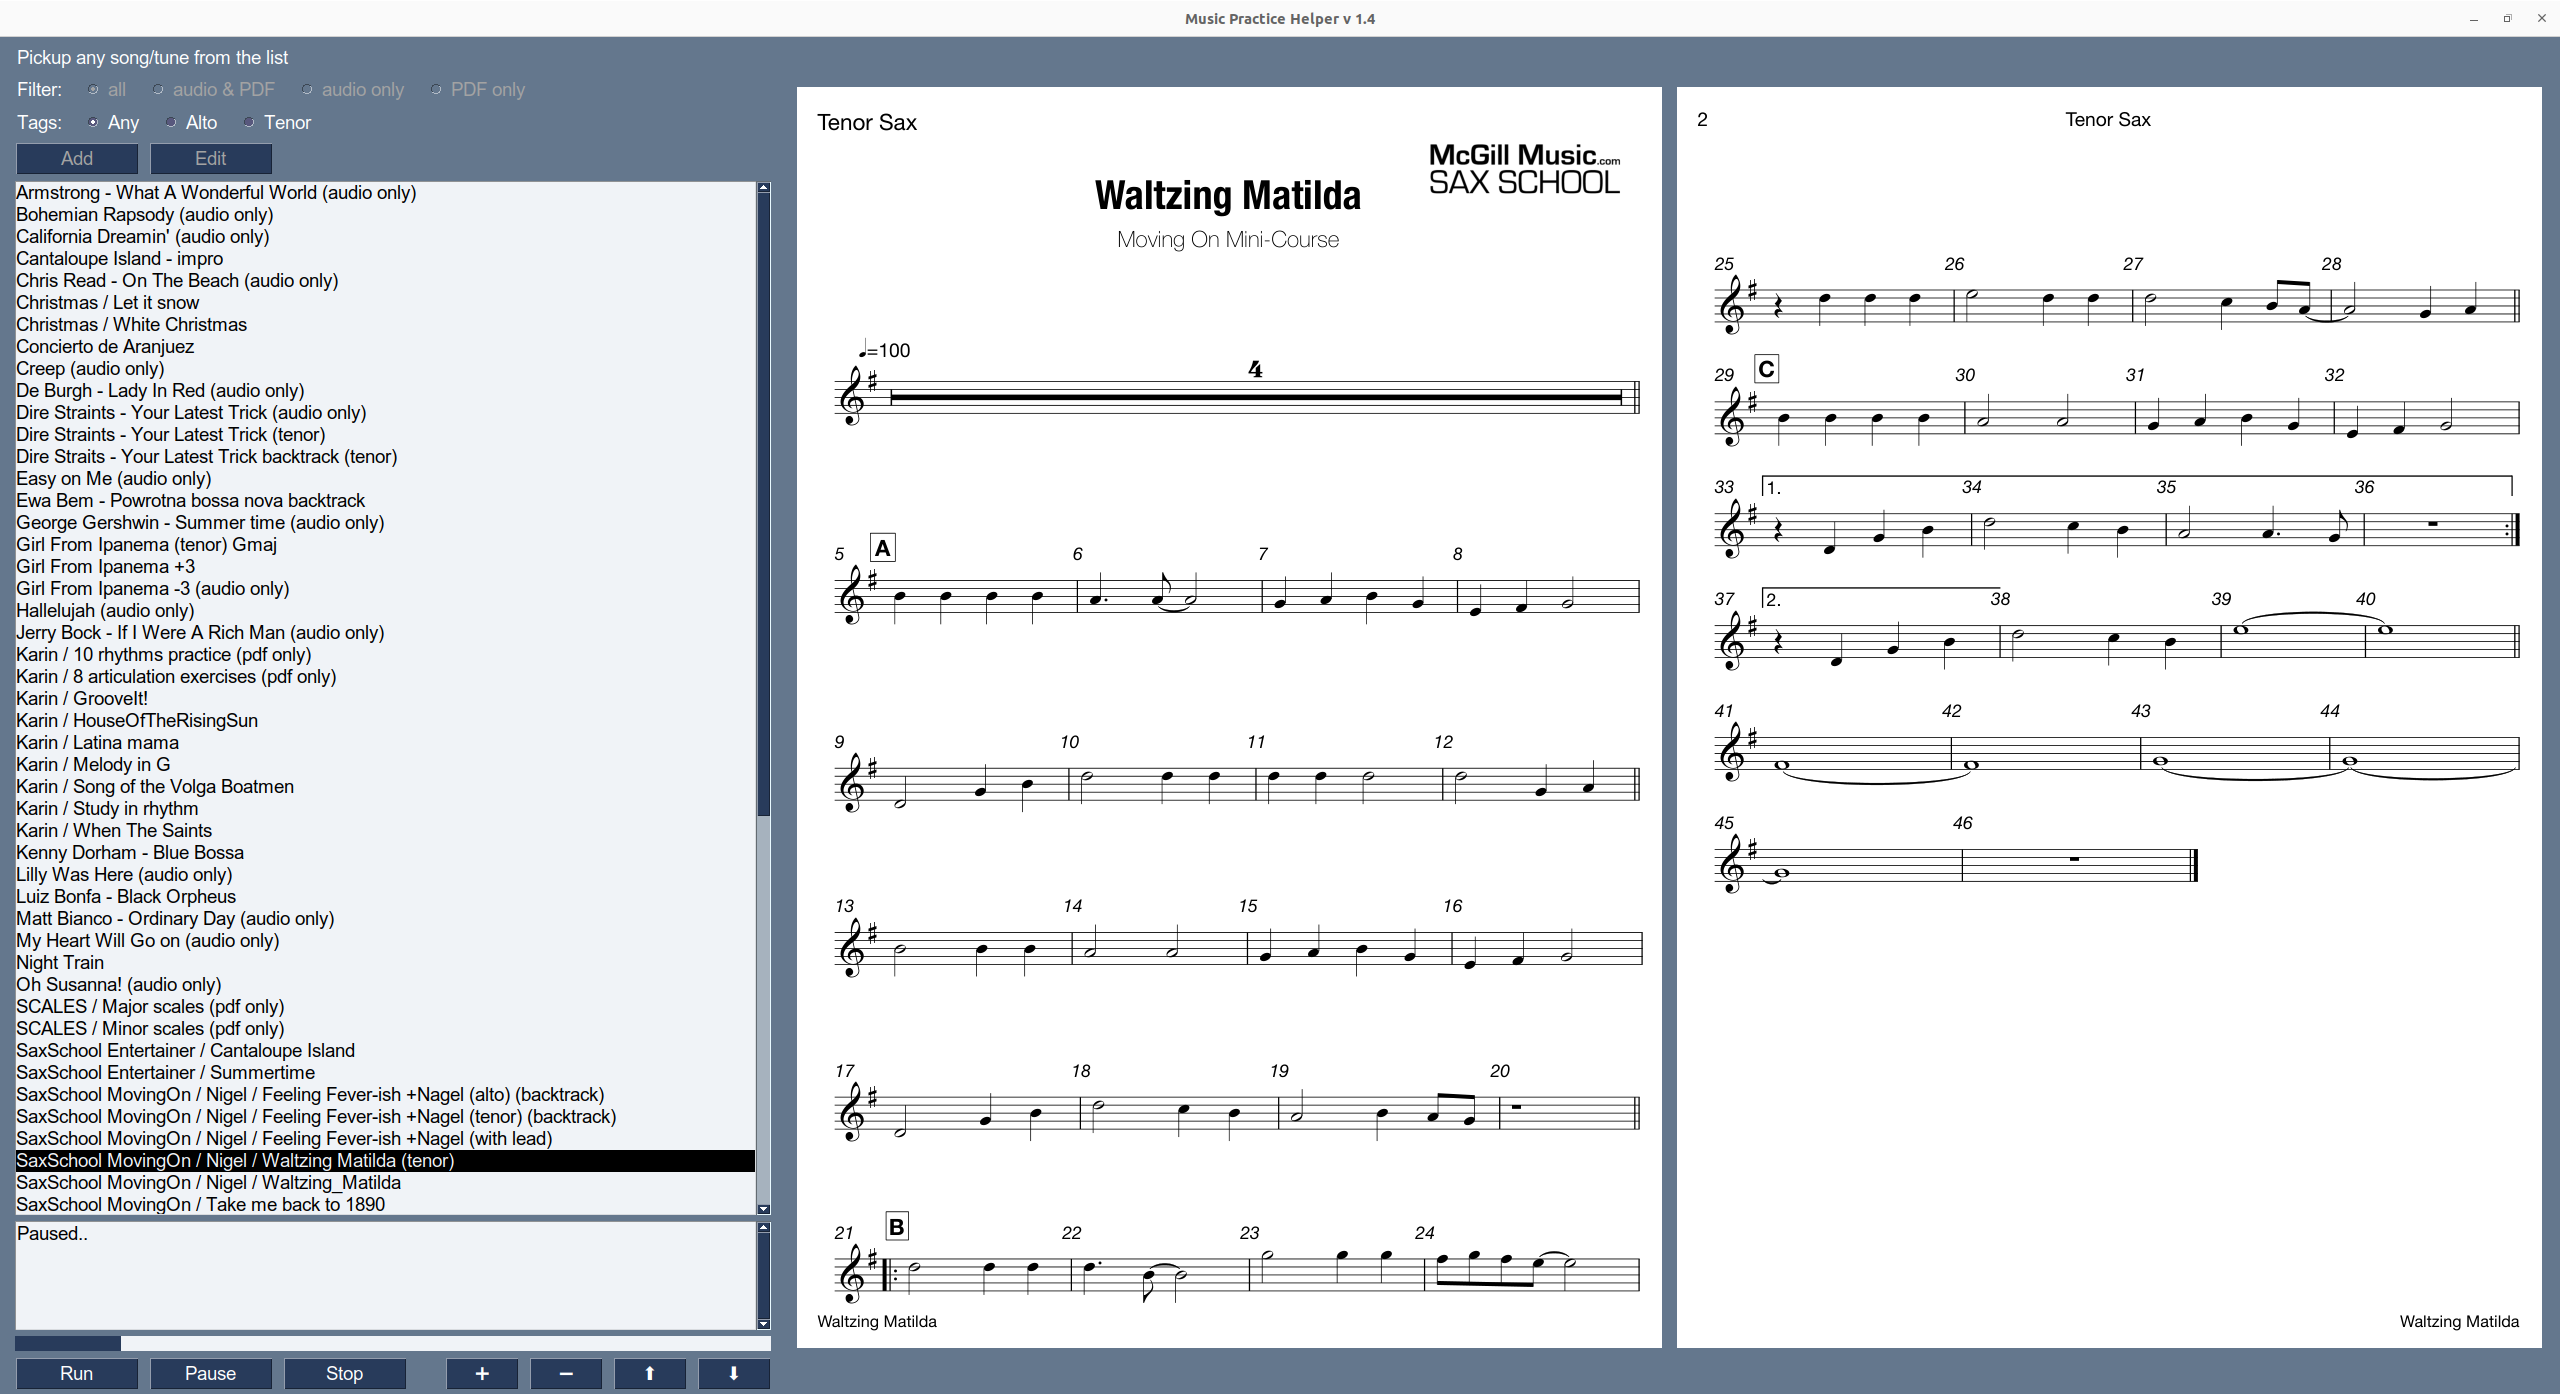 Music Practice Helper v 1.4
Pickup any song/tune from the list
Filter: all audio & PDF audio only PDF only
Tags: Any Alto Tenor
Add Edit
Armstrong - What A Wonderful World (audio only)
Bohemian Rapsody (audio only)
California Dreamin' (audio only)
Cantaloupe Island - impro
Chris Read - On The Beach (audio only)
Christmas / Let it snow
Christmas / White Christmas
Concierto de Aranjuez
Creep (audio only)
De Burgh - Lady In Red (audio only)
Dire Straints - Your Latest Trick (audio only)
Dire Straints - Your Latest Trick (tenor)
Dire Straits - Your Latest Trick backtrack (tenor)
Easy on Me (audio only)
Ewa Bem - Powrotna bossa nova backtrack
George Gershwin - Summer time (audio only)
Girl From Ipanema (tenor) Gmaj
Girl From Ipanema +3
Girl From Ipanema -3 (audio only)
Hallelujah (audio only)
Jerry Bock - If I Were A Rich Man (audio only)
Karin / 10 rhythms practice (pdf only)
Karin / 8 articulation exercises (pdf only)
Karin / GrooveIt!
Karin / HouseOfTheRisingSun
Karin / Latina mama
Karin / Melody in G
Karin / Song of the Volga Boatmen
Karin / Study in rhythm
Karin / When The Saints
Kenny Dorham - Blue Bossa
Lilly Was Here (audio only)
Luiz Bonfa - Black Orpheus
Matt Bianco - Ordinary Day (audio only)
My Heart Will Go on (audio only)
Night Train
Oh Susanna! (audio only)
SCALES / Major scales (pdf only)
SCALES / Minor scales (pdf only)
SaxSchool Entertainer / Cantaloupe Island
SaxSchool Entertainer / Summertime
SaxSchool MovingOn / Nigel / Feeling Fever-ish +Nagel (alto) (backtrack)
SaxSchool MovingOn / Nigel / Feeling Fever-ish +Nagel (tenor) (backtrack)
SaxSchool MovingOn / Nigel / Feeling Fever-ish +Nagel (with lead)
SaxSchool MovingOn / Nigel / Waltzing Matilda (tenor)
SaxSchool MovingOn / Nigel / Waltzing_Matilda
SaxSchool MovingOn / Take me back to 1890
Paused..
Run Pause Stop + − ⬆ ⬇
Tenor Sax
McGill Music.com
SAX SCHOOL
Waltzing Matilda
Moving On Mini-Course
♩=100
4
5 A 6 7 8
9 10 11 12
13 14 15 16
17 18 19 20
21 B 22 23 24
Waltzing Matilda
2 Tenor Sax
25 26 27 28
29 C 30 31 32
33 1. 34 35 36
37 2. 38 39 40
41 42 43 44
45 46
Waltzing Matilda